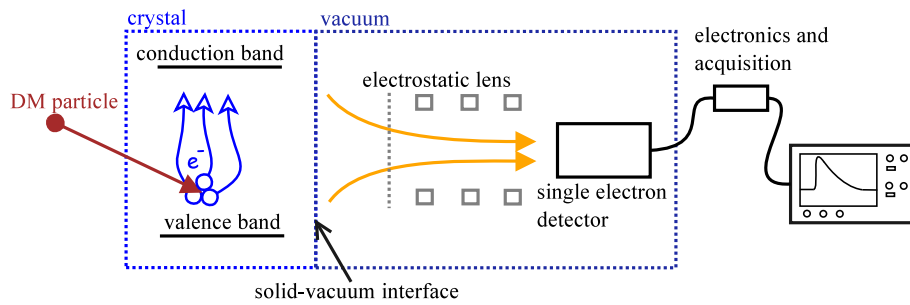 crystal
vacuum
conduction band
DM particle
e-
valence band
electrostatic lens
single electron
detector
electronics and
acquisition
solid-vacuum interface